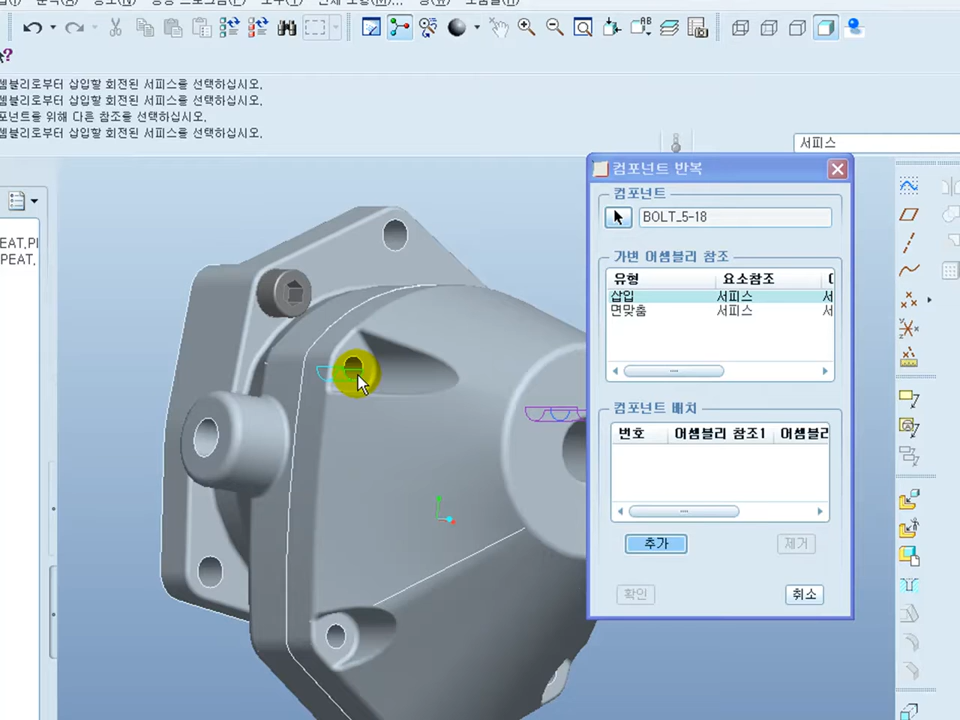 셈블리로부터 삽입할 회전된 서피스를 선택하십시오.
셈블리로부터 삽입할 회전된 서피스를 선택하십시오.
포넌트를 위해 다른 참조를 선택하십시오.
셈블리로부터 삽입할 회전된 서피스를 선택하십시오.
서피스
컴포넌트 반복
컴포넌트
BOLT_5-18
가변 어셈블리 참조
유형 요소참조
삽입 서피스 서
면맞춤 서피스 서
컴포넌트 배치
번호 어셈블리 참조1 어셈블리
추가 제거
확인 취소
EAT,PI
PEAT,